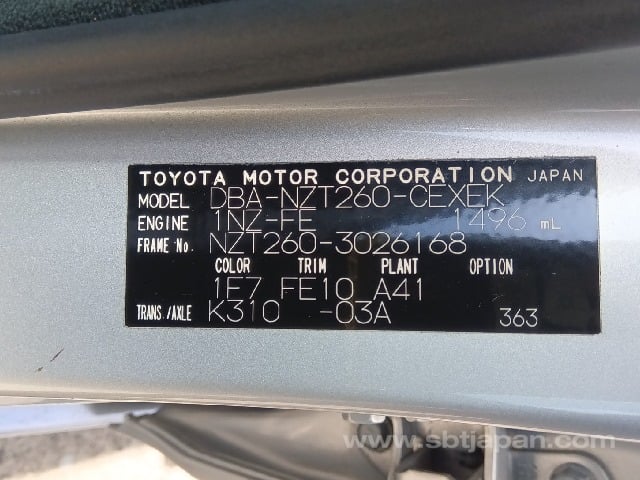 TOYOTA MOTOR CORPORATION JAPAN
MODEL DBA-NZT260-CEXEK
ENGINE 1NZ-FE 1496 mL
FRAME No. NZT260-3026168
COLOR TRIM PLANT OPTION
1E7 FE10 A41
TRANS./AXLE K310 -03A 363
www.sbtjapan.com